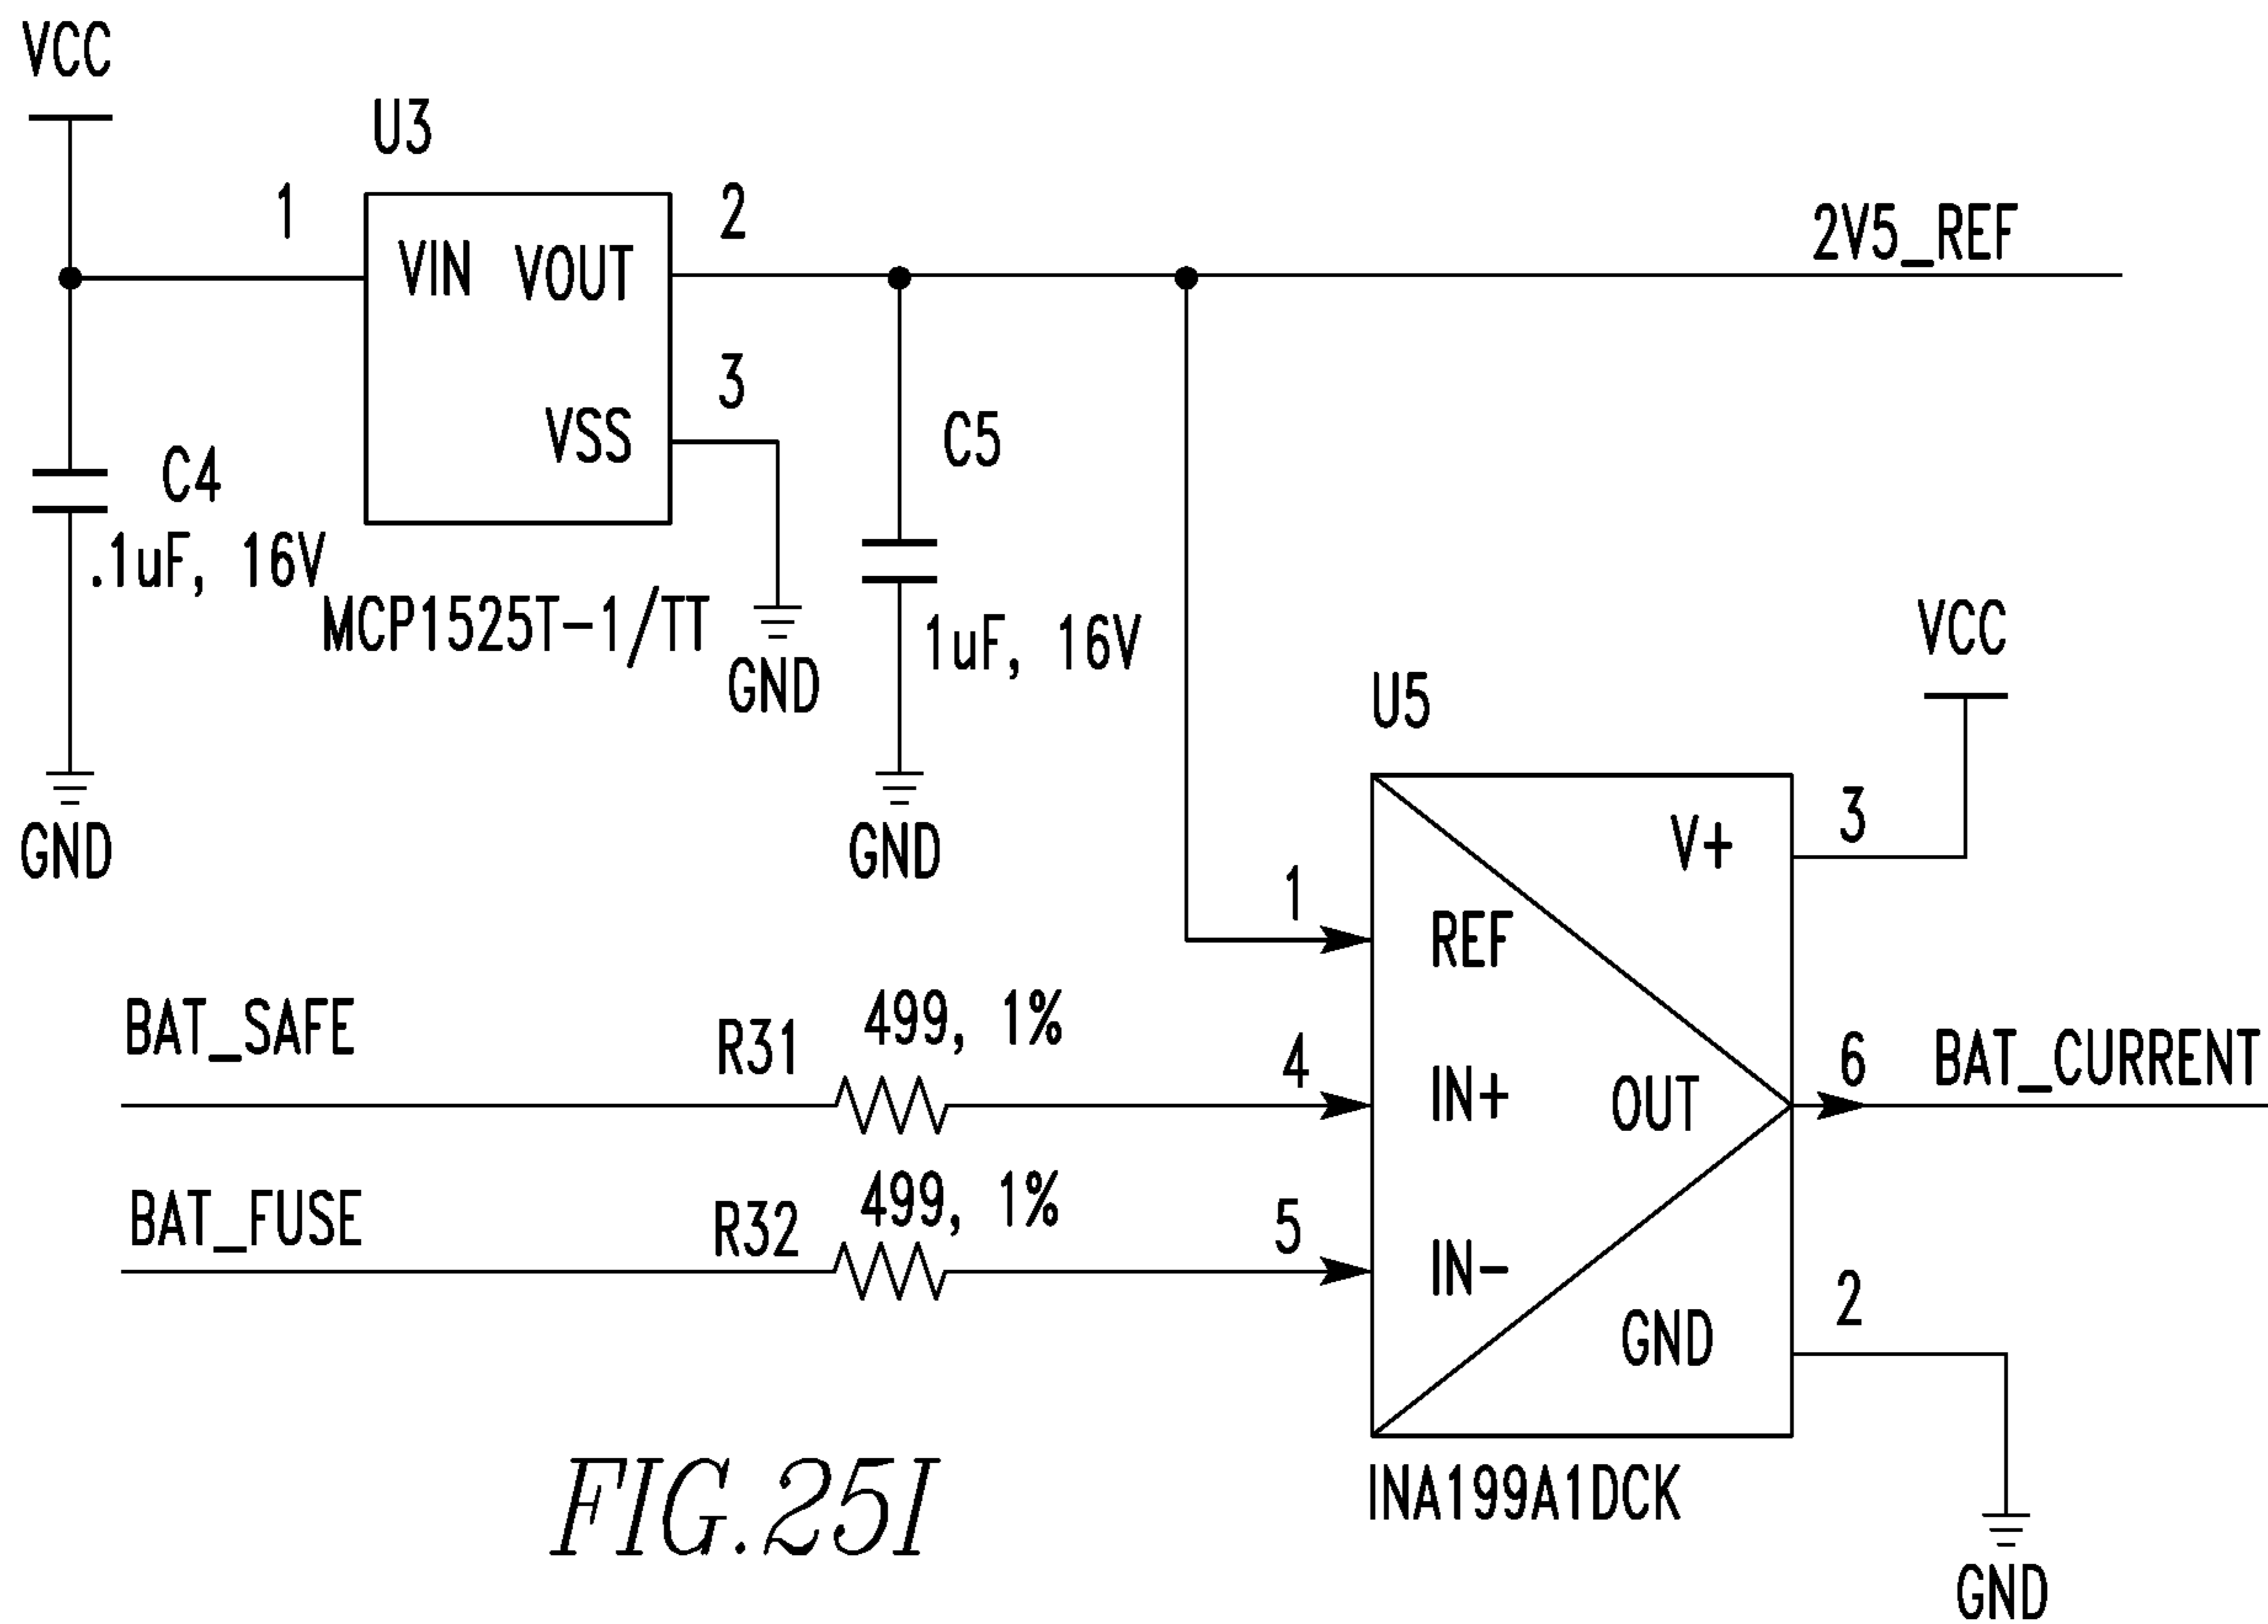 VCC
U3
1
VIN
VOUT
2
2V5_REF
VSS
3
C4
.1uF, 16V
MCP1525T-1/TT
GND
C5
1uF, 16V
GND
GND
U5
VCC
V+
3
1
REF
BAT_SAFE
R31
499, 1%
4
IN+
OUT
6
BAT_CURRENT
BAT_FUSE
R32
499, 1%
5
IN-
GND
2
INA199A1DCK
GND
FIG.25I